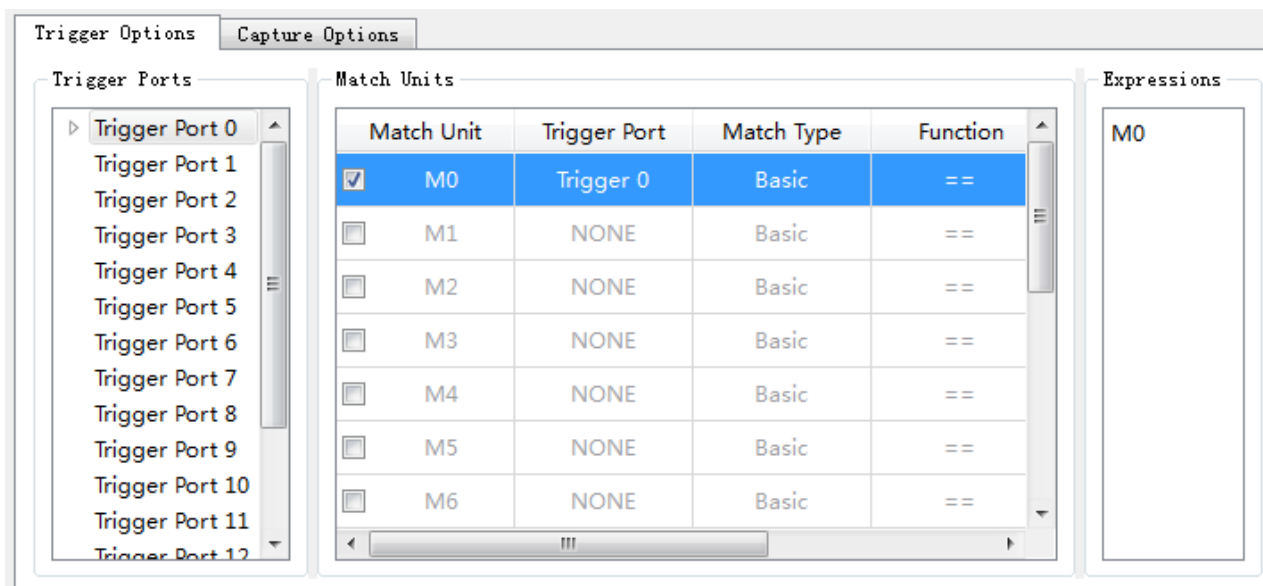 Trigger Options Capture Options
Trigger Ports
Trigger Port 0
Trigger Port 1
Trigger Port 2
Trigger Port 3
Trigger Port 4
Trigger Port 5
Trigger Port 6
Trigger Port 7
Trigger Port 8
Trigger Port 9
Trigger Port 10
Trigger Port 11
Trigger Port 12
Match Units
Match Unit Trigger Port Match Type Function
M0 Trigger 0 Basic ==
M1 NONE Basic ==
M2 NONE Basic ==
M3 NONE Basic ==
M4 NONE Basic ==
M5 NONE Basic ==
M6 NONE Basic ==
Expressions
M0